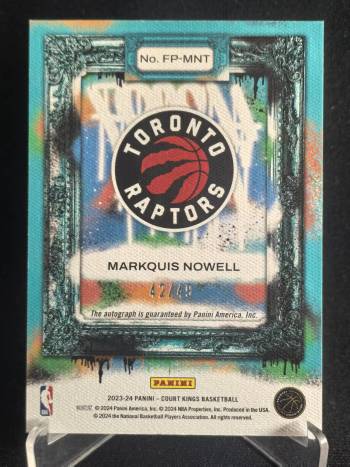 No. FP-MNT
TORONTO
RAPTORS
MARKQUIS NOWELL
42/49
The autograph is guaranteed by Panini America, Inc.
PANINI
2023-24 PANINI – COURT KINGS BASKETBALL
© 2024 Panini America, Inc. © 2024 NBA Properties, Inc. Produced in the USA.
© 2024 the National Basketball Players Association. All rights reserved.